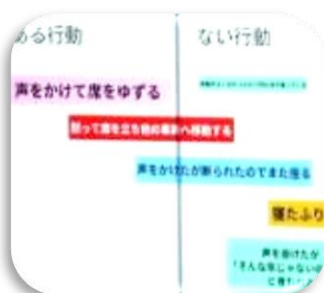 ある行動
ない行動
声をかけて席をゆずる
黙って席を立ち他の車両へ移動する
声をかけたが断られたのでまた座る
寝たふり
声を掛けたが
「そんな年じゃないの